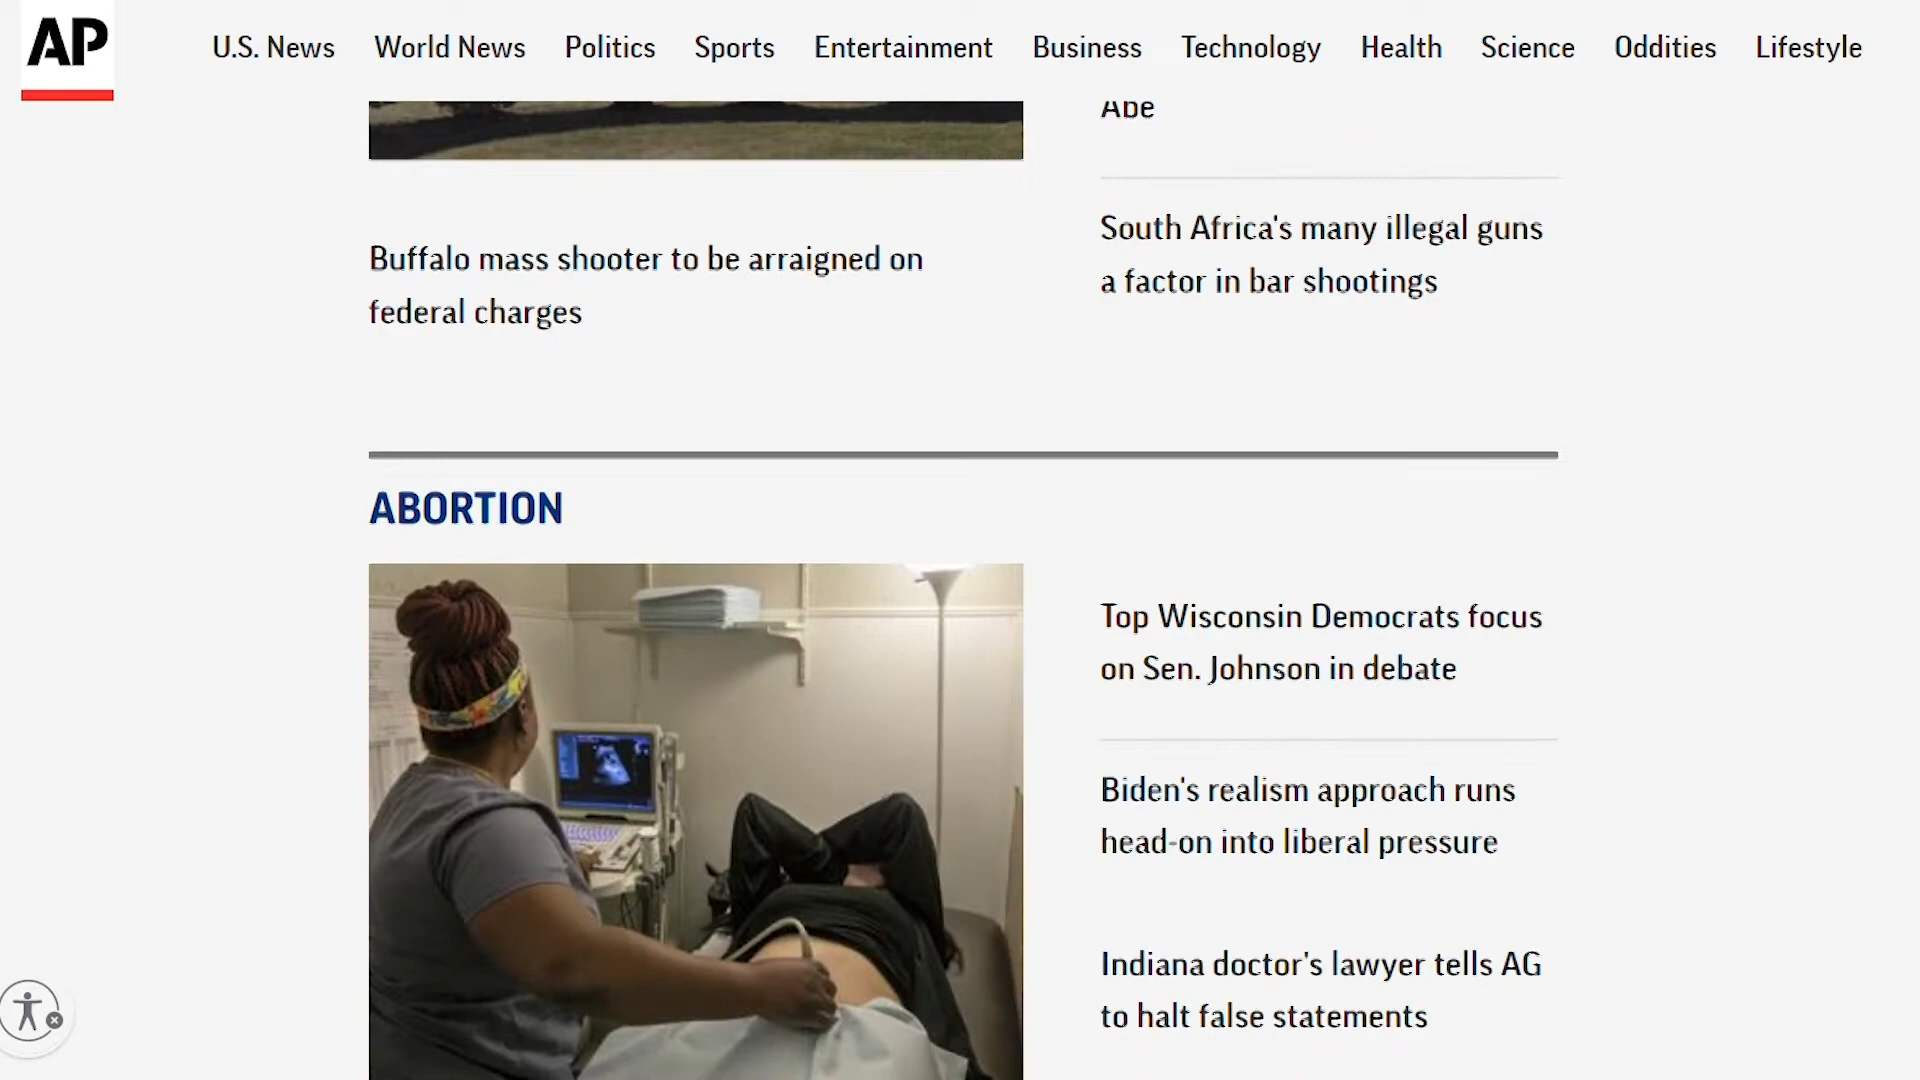 AP
U.S. News World News Politics Sports Entertainment Business Technology Health Science Oddities Lifestyle
Abe
South Africa's many illegal guns
a factor in bar shootings
Buffalo mass shooter to be arraigned on
federal charges
ABORTION
Top Wisconsin Democrats focus
on Sen. Johnson in debate
Biden's realism approach runs
head-on into liberal pressure
Indiana doctor's lawyer tells AG
to halt false statements